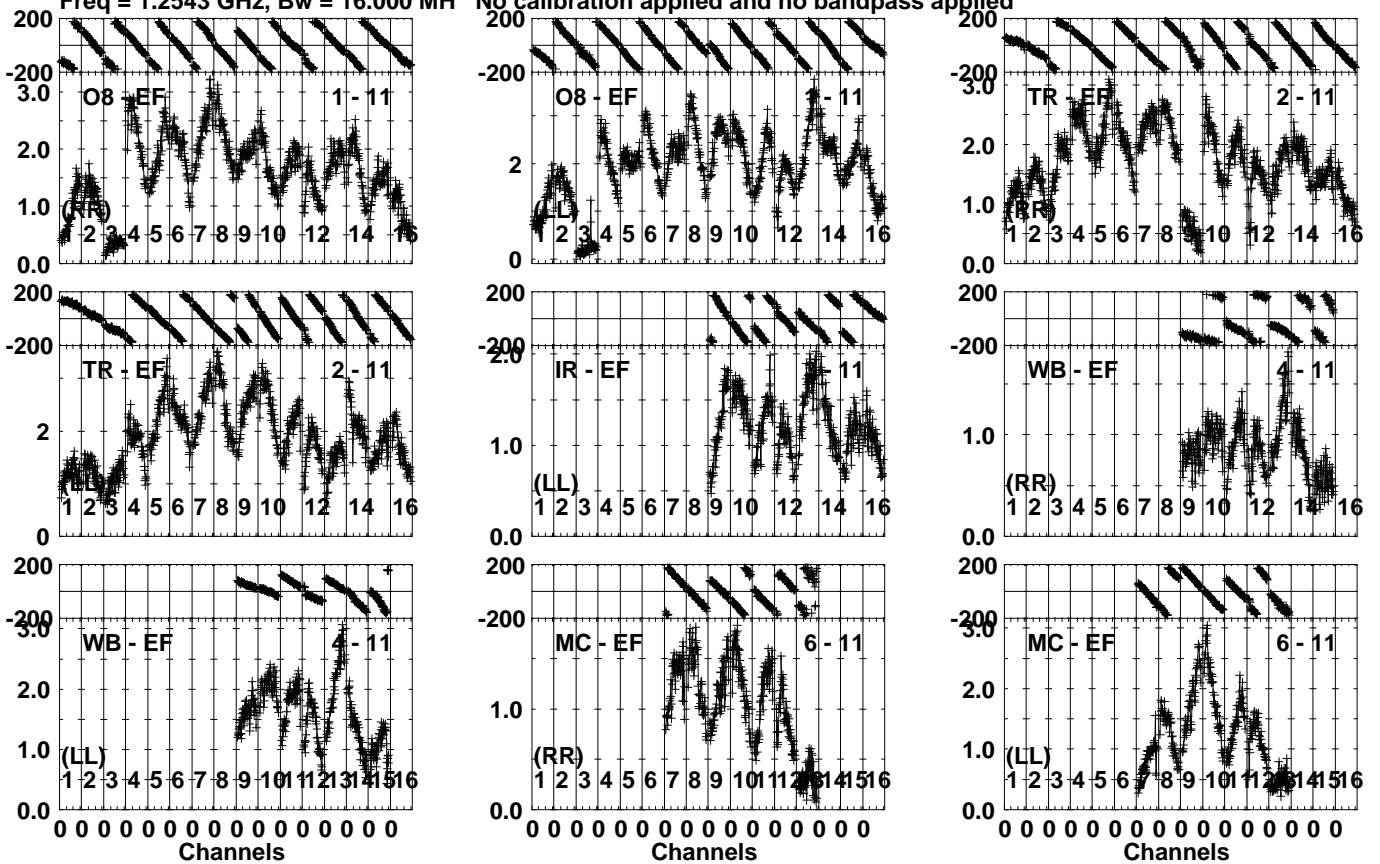 Freq = 1.2543 GHz, Bw = 16.000 MH   No calibration applied and no bandpass applied
200 200 200
-200 -200 -200
3.0 3.0
O8 - EF 1 - 11 O8 - EF 1 - 11 TR - EF 2 - 11
2.0 2 2.0
1.0 1.0
(RR) (LL) (RR)
2 3 4 5 6 7 8 9 10 12 14 16 1 2 3 4 5 6 7 8 9 10 12 14 16 1 2 3 4 5 6 7 8 9 10 12 14 16
0.0 0 0.0
200 200 200
-200 -200 -200
2.0
TR - EF 2 - 11 IR - EF - 11 WB - EF 4 - 11
2 1.0 1.0
(LL) (LL) (RR)
1 2 3 4 5 6 7 8 9 10 12 14 16 1 2 3 4 5 6 7 8 9 10 12 14 16 1 2 3 4 5 6 7 8 9 10 12 14 16
0 0.0 0.0
200 200 200
-200 -200 -200
3.0 3.0
WB - EF 4 - 11 MC - EF 6 - 11 MC - EF 6 - 11
2.0 1.0 2.0
1.0 1.0
(LL) (RR) (LL)
1 2 3 4 5 6 7 8 9 10 11 12 13 14 15 16 1 2 3 4 5 6 7 8 9 10 11 12 13 14 15 16 1 2 3 4 5 6 7 8 9 10 11 12 13 14 15 16
0.0 0.0 0.0
0 0 0 0 0 0 0 0 0 0 0 0 0 0 0 0 0 0 0 0 0 0 0 0 0 0 0 0 0 0 0 0 0 0 0 0 0 0 0 0 0 0 0 0 0 0 0 0
Channels Channels Channels